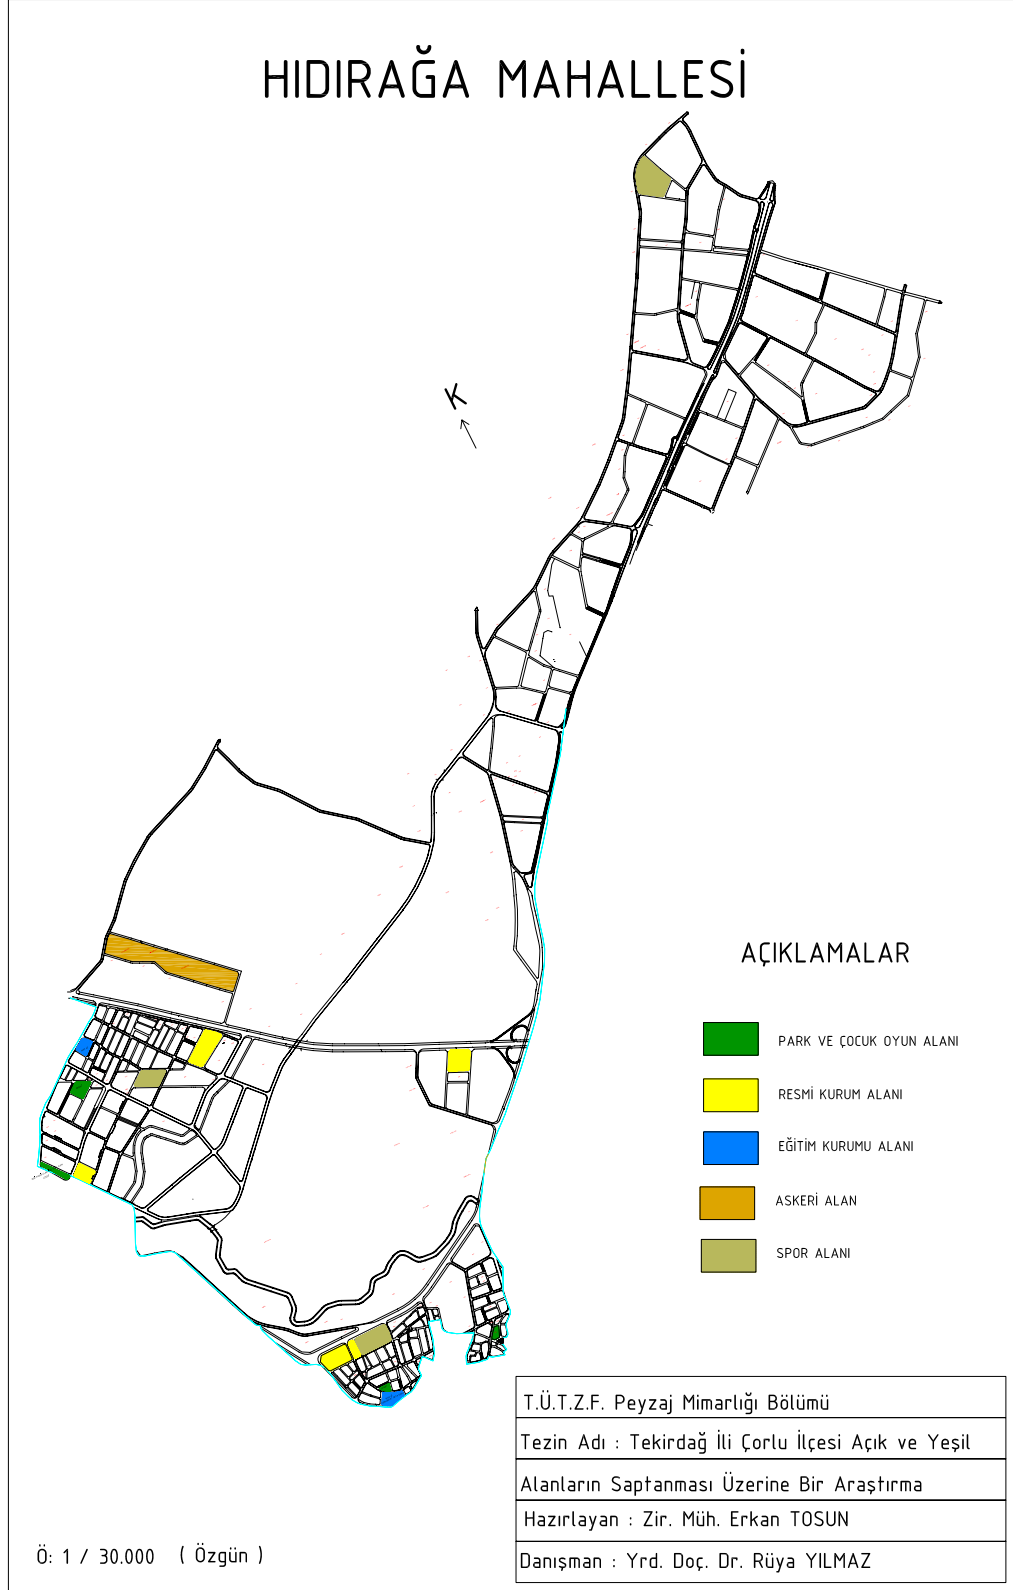 HIDIRAĞA MAHALLESİ
K
AÇIKLAMALAR
PARK VE ÇOCUK OYUN ALANI
RESMİ KURUM ALANI
EĞİTİM KURUMU ALANI
ASKERİ ALAN
SPOR ALANI
T.Ü.T.Z.F. Peyzaj Mimarlığı Bölümü
Tezin Adı : Tekirdağ İli Çorlu İlçesi Açık ve Yeşil
Alanların Saptanması Üzerine Bir Araştırma
Hazırlayan : Zir. Müh. Erkan TOSUN
Danışman : Yrd. Doç. Dr. Rüya YILMAZ
Ö: 1 / 30.000 ( Özgün )